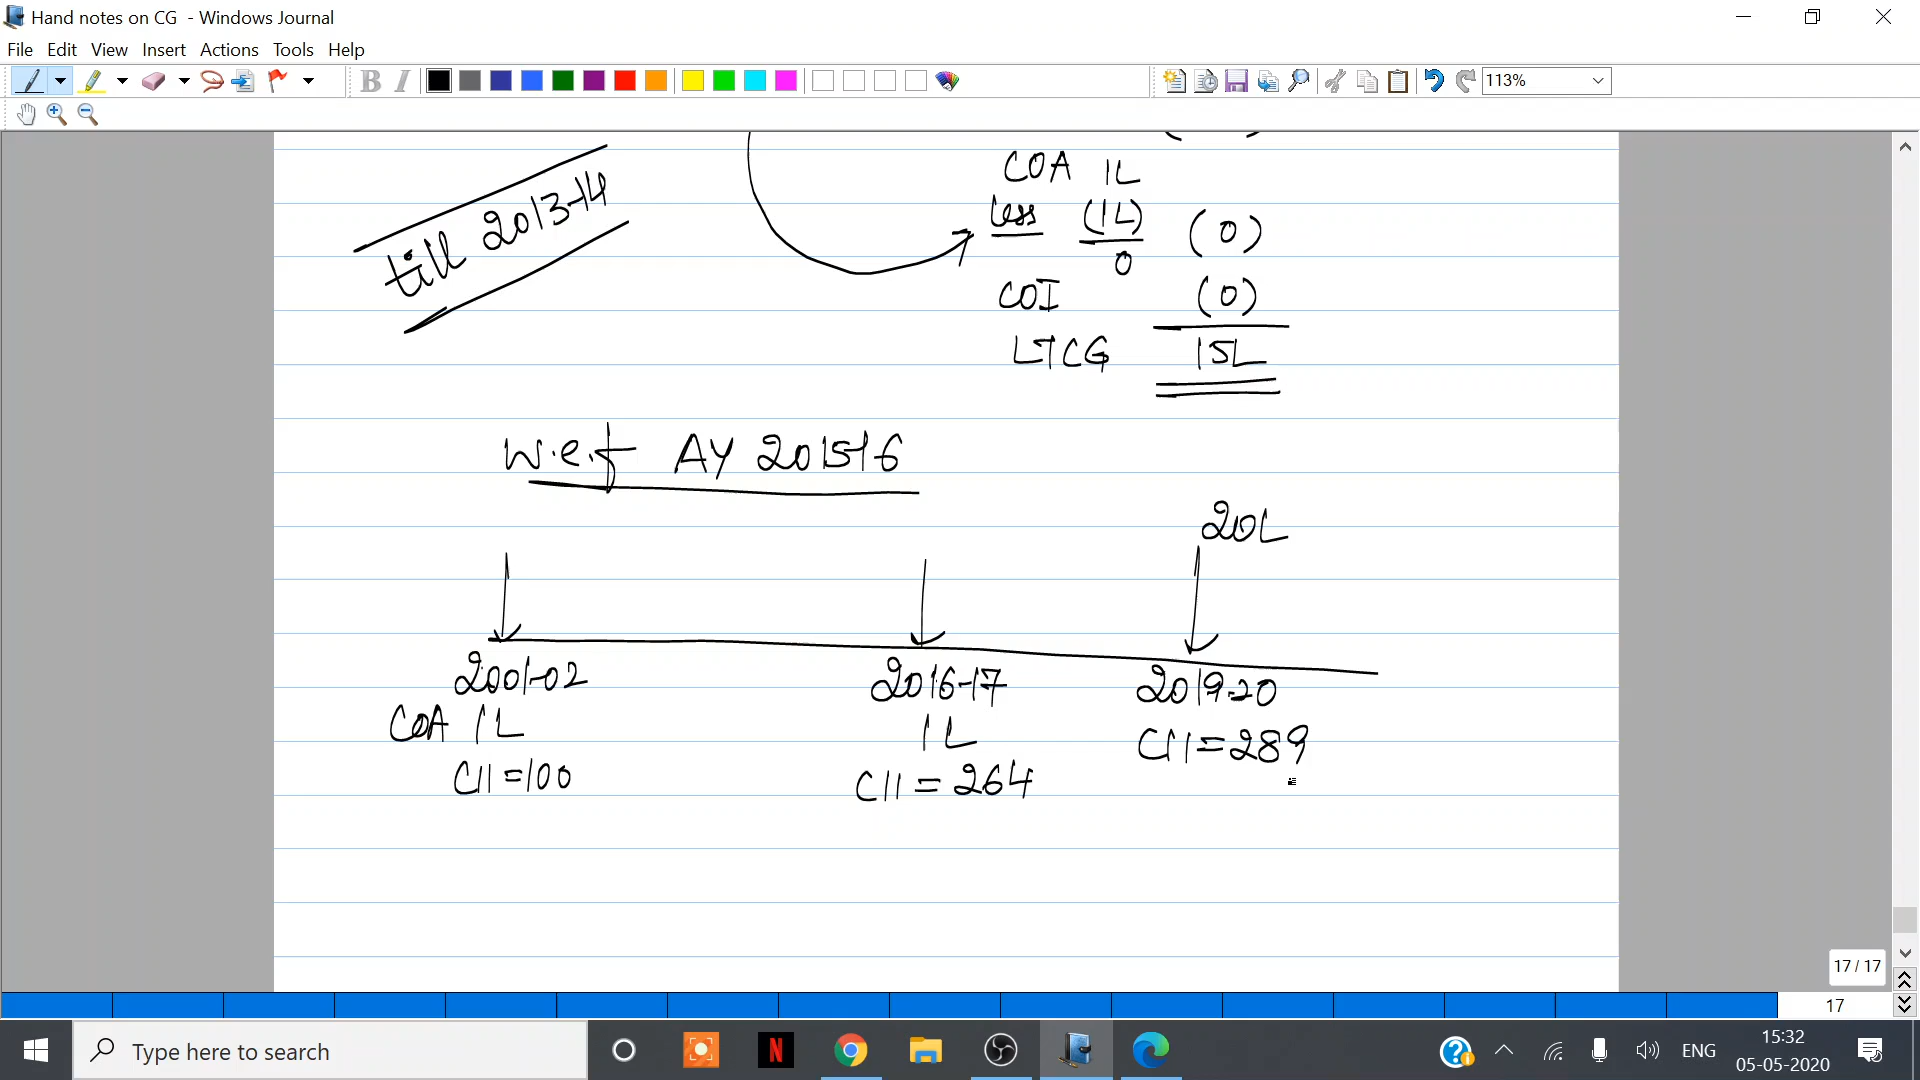 Hand notes on CG - Windows Journal
File Edit View Insert Actions Tools Help
B I 113%
till 2013-14
COA 1L
Less (1L) (0)
0
COI (0)
LTCG 15L
W.e.f AY 2015-16
20L
2001-02 2016-17 2019-20
COA 1L 1L CII=289
CII=100 CII=264
17 / 17
17
Type here to search
ENG
15:32
05-05-2020